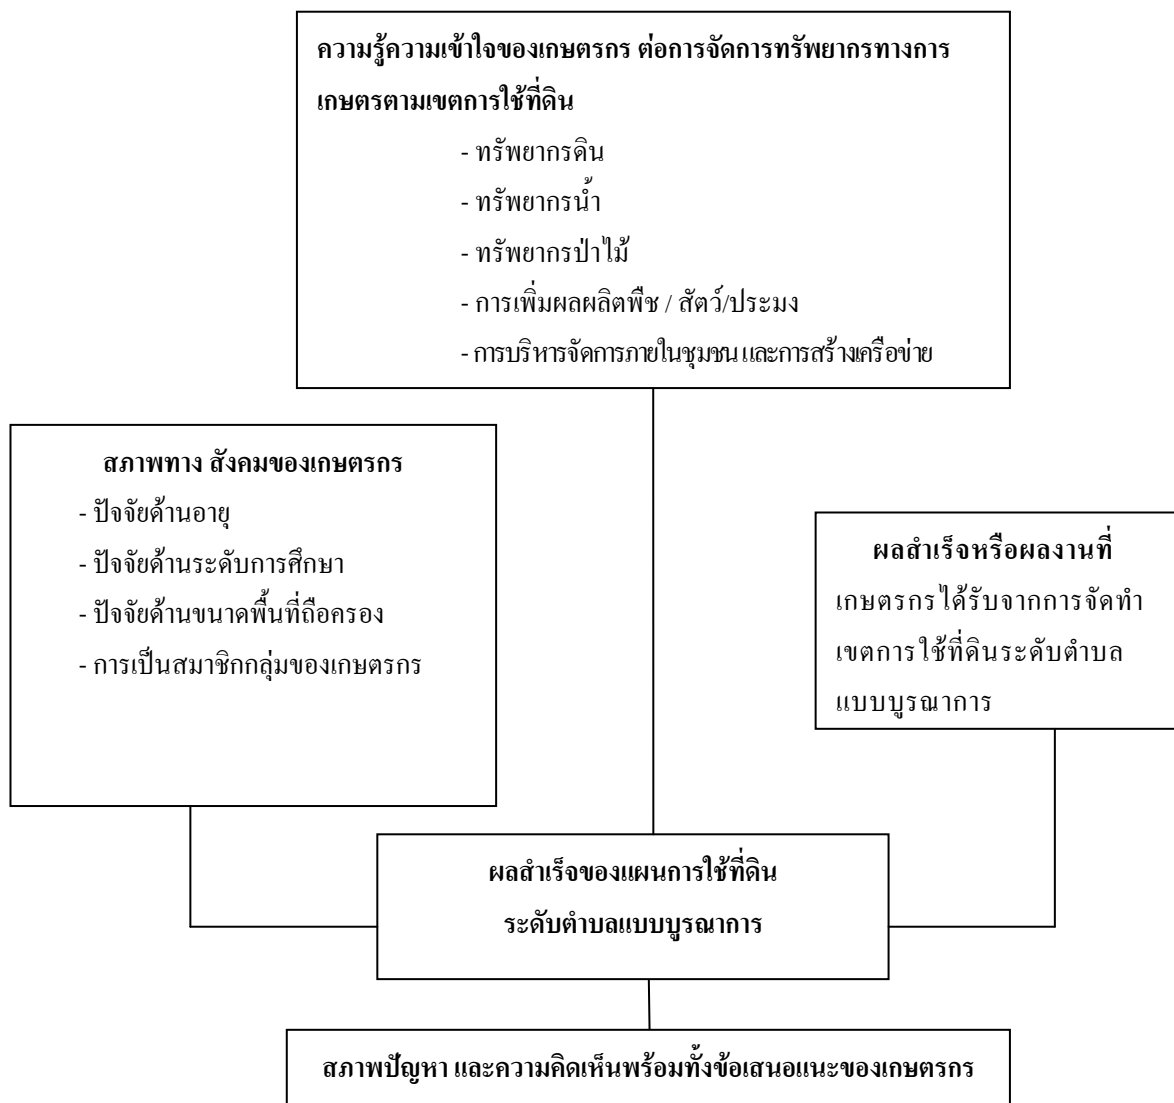 ความรู้ความเข้าใจของเกษตรกร ต่อการจัดการทรัพยากรทางการ
เกษตรตามเขตการใช้ที่ดิน
- ทรัพยากรดิน
- ทรัพยากรน้ำ
- ทรัพยากรป่าไม้
- การเพิ่มผลผลิตพืช / สัตว์/ประมง
- การบริหารจัดการภายในชุมชน และการสร้างเครือข่าย
สภาพทาง สังคมของเกษตรกร
- ปัจจัยด้านอายุ
- ปัจจัยด้านระดับการศึกษา
- ปัจจัยด้านขนาดพื้นที่ถือครอง
- การเป็นสมาชิกกลุ่มของเกษตรกร
ผลสำเร็จหรือผลงานที่
เกษตรกรได้รับจากการจัดทำ
เขตการใช้ที่ดินระดับตำบล
แบบบูรณาการ
ผลสำเร็จของแผนการใช้ที่ดิน
ระดับตำบลแบบบูรณาการ
สภาพปัญหา และความคิดเห็นพร้อมทั้งข้อเสนอแนะของเกษตรกร